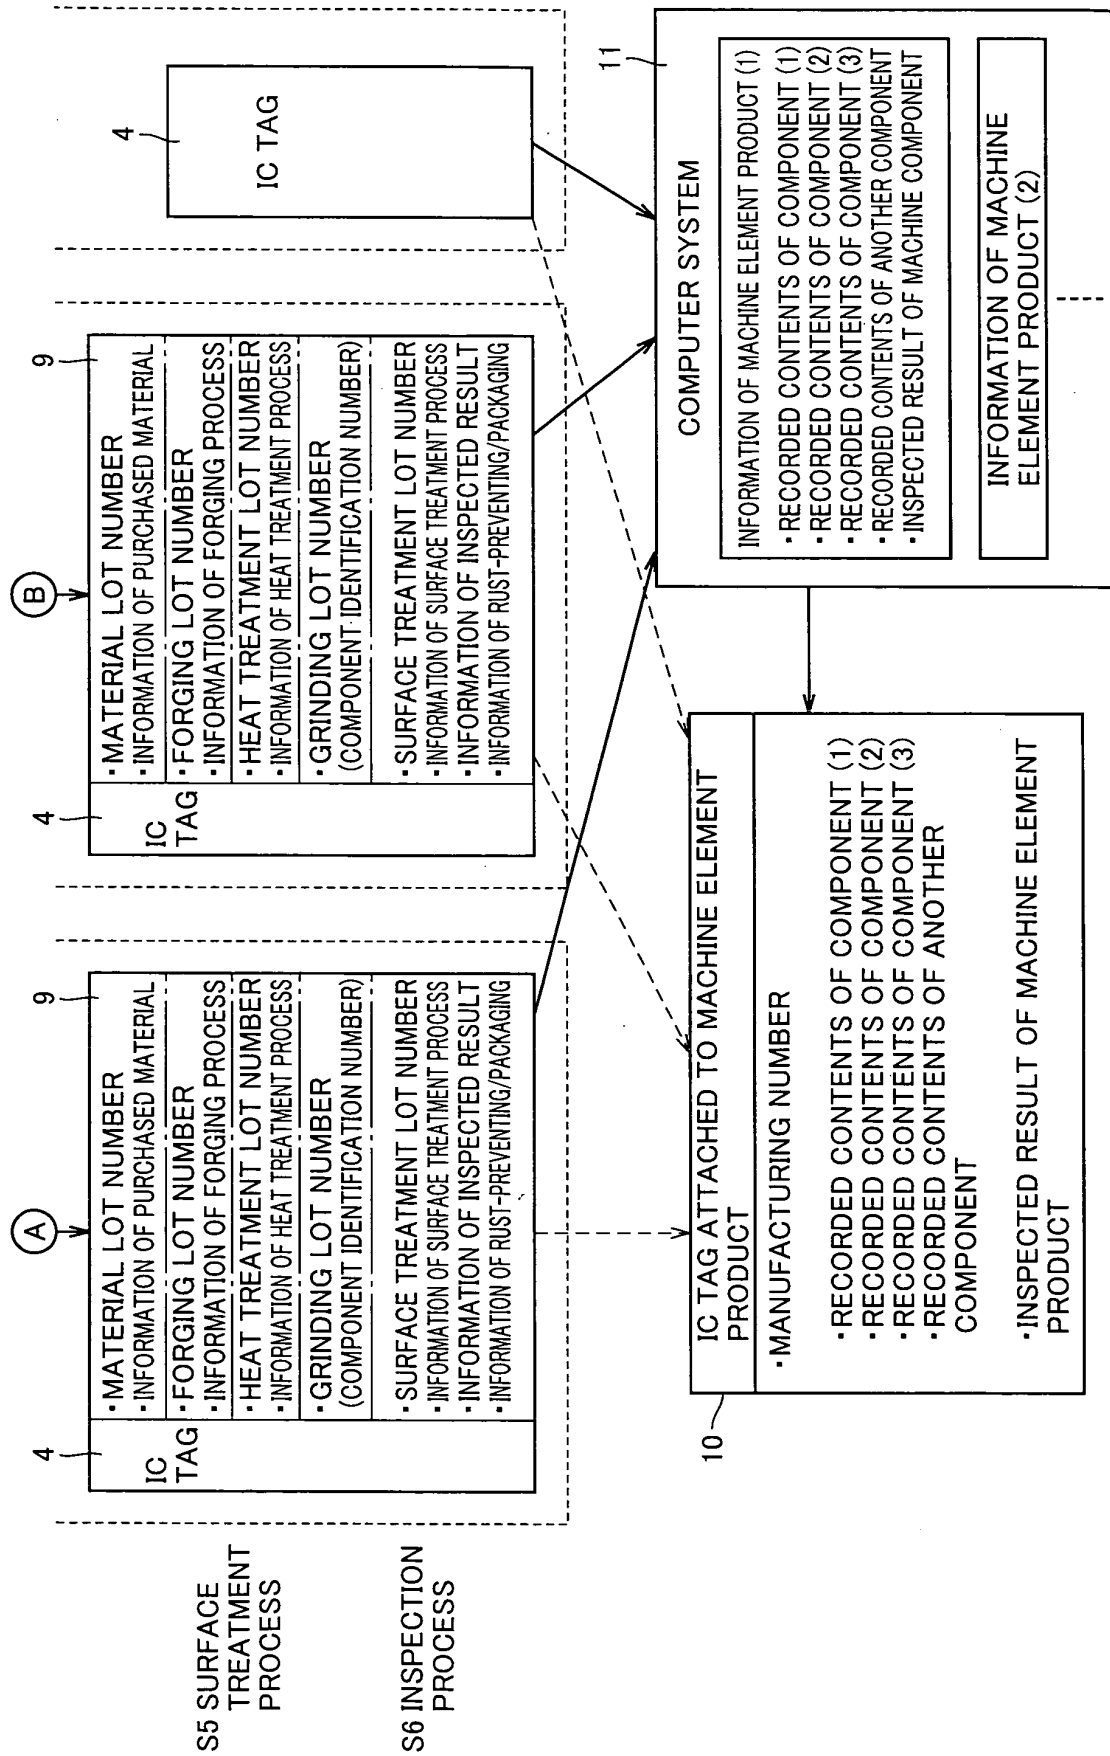 S5 SURFACE
TREATMENT
PROCESS
S6 INSPECTION
PROCESS
A
4
IC
TAG
9
・MATERIAL LOT NUMBER
・INFORMATION OF PURCHASED MATERIAL
・FORGING LOT NUMBER
・INFORMATION OF FORGING PROCESS
・HEAT TREATMENT LOT NUMBER
・INFORMATION OF HEAT TREATMENT PROCESS
・GRINDING LOT NUMBER
(COMPONENT IDENTIFICATION NUMBER)
・SURFACE TREATMENT LOT NUMBER
・INFORMATION OF SURFACE TREATMENT PROCESS
・INFORMATION OF INSPECTED RESULT
・INFORMATION OF RUST-PREVENTING/PACKAGING
B
4
IC
TAG
9
・MATERIAL LOT NUMBER
・INFORMATION OF PURCHASED MATERIAL
・FORGING LOT NUMBER
・INFORMATION OF FORGING PROCESS
・HEAT TREATMENT LOT NUMBER
・INFORMATION OF HEAT TREATMENT PROCESS
・GRINDING LOT NUMBER
(COMPONENT IDENTIFICATION NUMBER)
・SURFACE TREATMENT LOT NUMBER
・INFORMATION OF SURFACE TREATMENT PROCESS
・INFORMATION OF INSPECTED RESULT
・INFORMATION OF RUST-PREVENTING/PACKAGING
4
IC TAG
10
IC TAG ATTACHED TO MACHINE ELEMENT
PRODUCT
・MANUFACTURING NUMBER
・RECORDED CONTENTS OF COMPONENT (1)
・RECORDED CONTENTS OF COMPONENT (2)
・RECORDED CONTENTS OF COMPONENT (3)
・RECORDED CONTENTS OF ANOTHER
COMPONENT
・INSPECTED RESULT OF MACHINE ELEMENT
PRODUCT
11
COMPUTER SYSTEM
INFORMATION OF MACHINE ELEMENT PRODUCT (1)
・RECORDED CONTENTS OF COMPONENT (1)
・RECORDED CONTENTS OF COMPONENT (2)
・RECORDED CONTENTS OF COMPONENT (3)
・RECORDED CONTENTS OF ANOTHER COMPONENT
・INSPECTED RESULT OF MACHINE COMPONENT
INFORMATION OF MACHINE
ELEMENT PRODUCT (2)